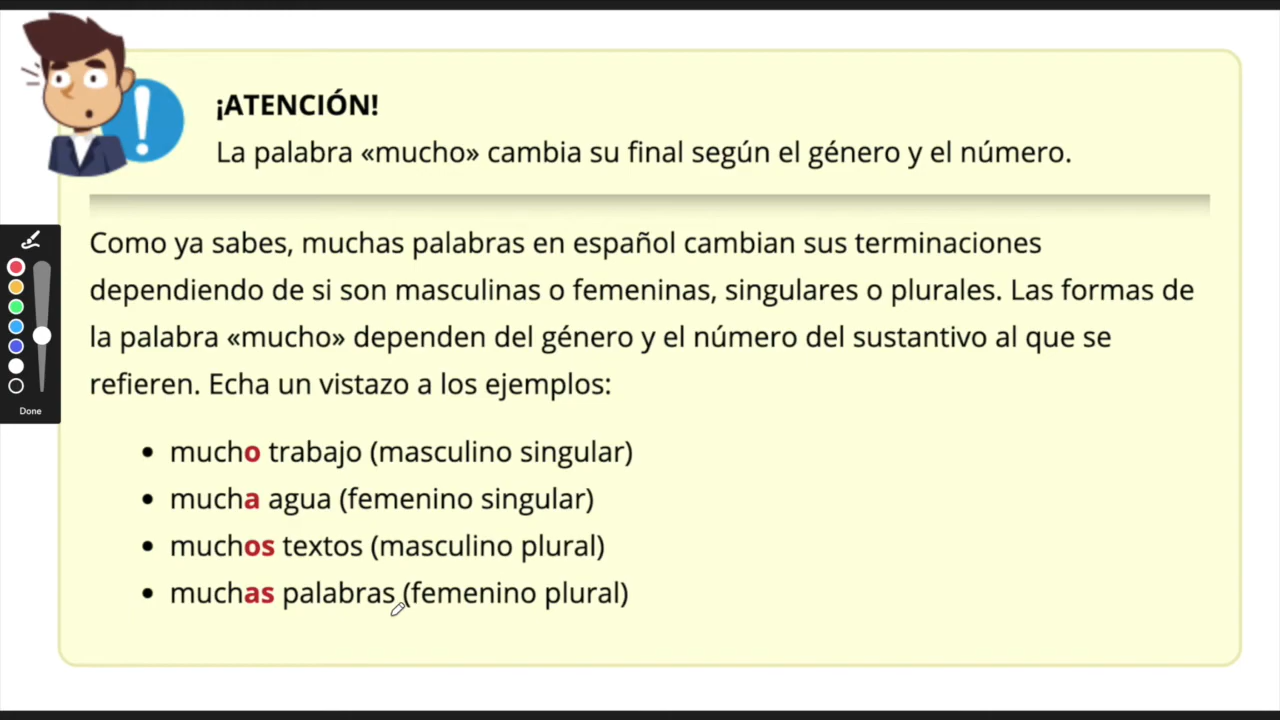 ¡ATENCIÓN!
La palabra «mucho» cambia su final según el género y el número.
Como ya sabes, muchas palabras en español cambian sus terminaciones
dependiendo de si son masculinas o femeninas, singulares o plurales. Las formas de
la palabra «mucho» dependen del género y el número del sustantivo al que se
refieren. Echa un vistazo a los ejemplos:
• mucho trabajo (masculino singular)
• mucha agua (femenino singular)
• muchos textos (masculino plural)
• muchas palabras (femenino plural)
Done